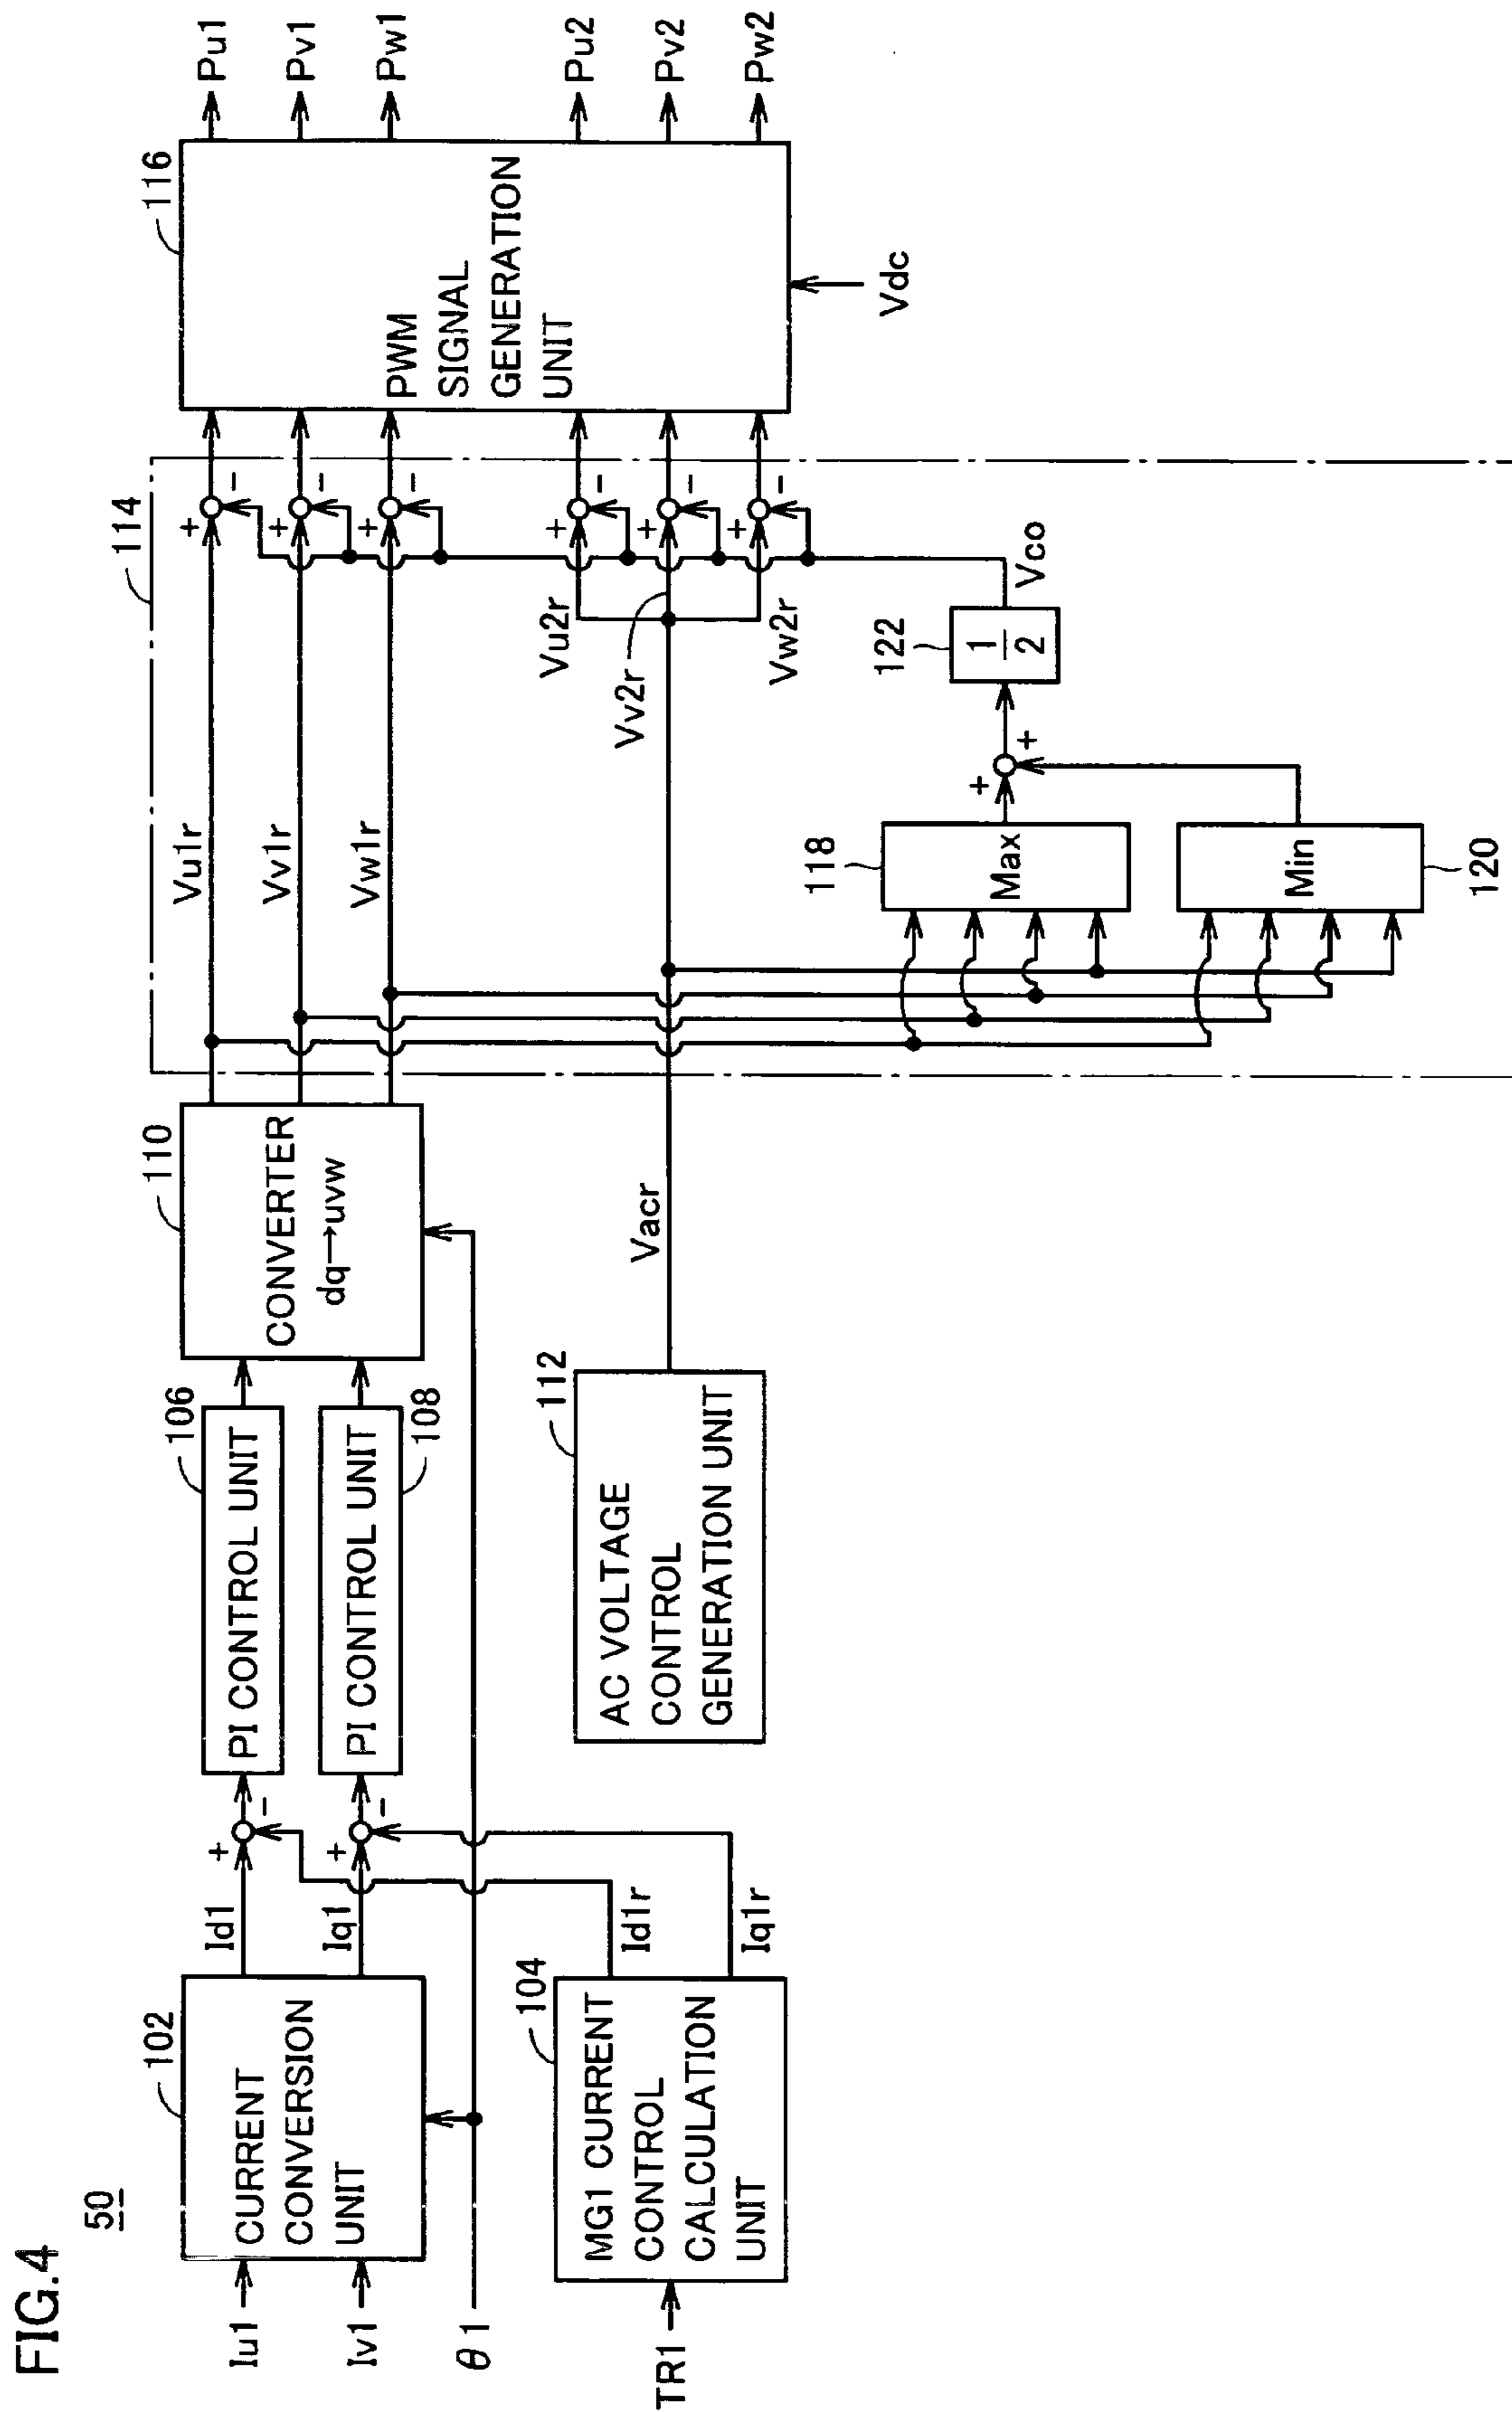 FIG.4
50
Iu1
Iv1
θ1
TR1
102
CURRENT
CONVERSION
UNIT
104
MG1 CURRENT
CONTROL
CALCULATION
UNIT
Id1
Iq1
Id1r
Iq1r
+
-
+
-
106
PI CONTROL UNIT
PI CONTROL UNIT
108
112
AC VOLTAGE
CONTROL
GENERATION UNIT
110
CONVERTER
dq→uvw
Vacr
114
Vu1r
Vv1r
Vw1r
118
Max
Min
120
+
+
122
1
2
Vco
Vu2r
Vv2r
Vw2r
+
-
+
-
+
-
+
-
+
-
+
-
116
PWM
SIGNAL
GENERATION
UNIT
Vdc
Pu1
Pv1
Pw1
Pu2
Pv2
Pw2